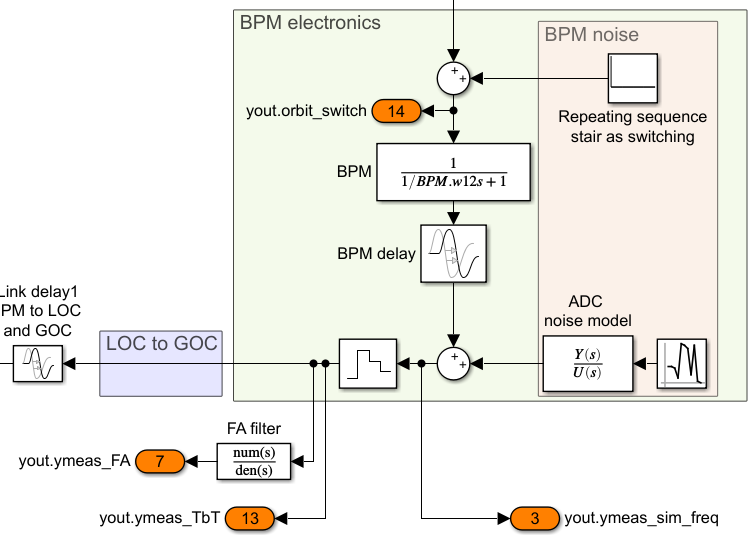 BPM electronics
BPM noise
+
+
yout.orbit_switch
14
Repeating sequence
stair as switching
BPM
1
1/BPM.w12s+1
BPM delay
Link delay1
PM to LOC
and GOC
ADC
noise model
LOC to GOC
+
+
Y(s)
U(s)
FA filter
yout.ymeas_FA
7
num(s)
den(s)
yout.ymeas_TbT
13
3
yout.ymeas_sim_freq